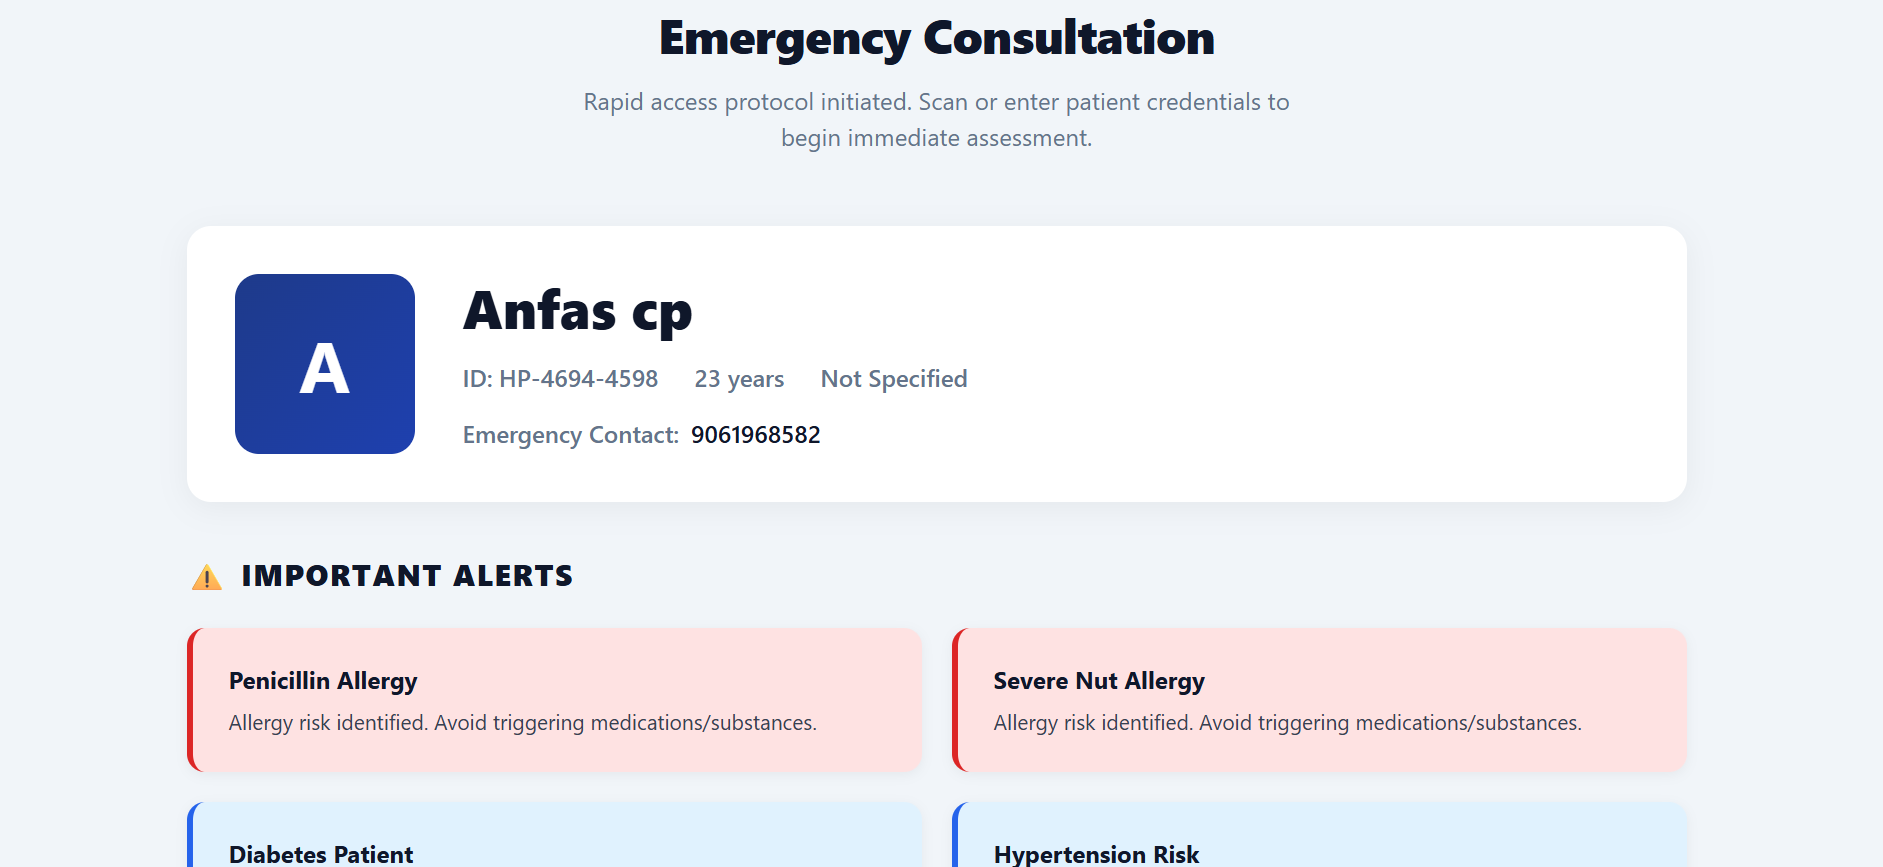 Emergency Consultation
Rapid access protocol initiated. Scan or enter patient credentials to
begin immediate assessment.
A
Anfas cp
ID: HP-4694-4598 23 years Not Specified
Emergency Contact: 9061968582
IMPORTANT ALERTS
Penicillin Allergy
Allergy risk identified. Avoid triggering medications/substances.
Severe Nut Allergy
Allergy risk identified. Avoid triggering medications/substances.
Diabetes Patient
Hypertension Risk